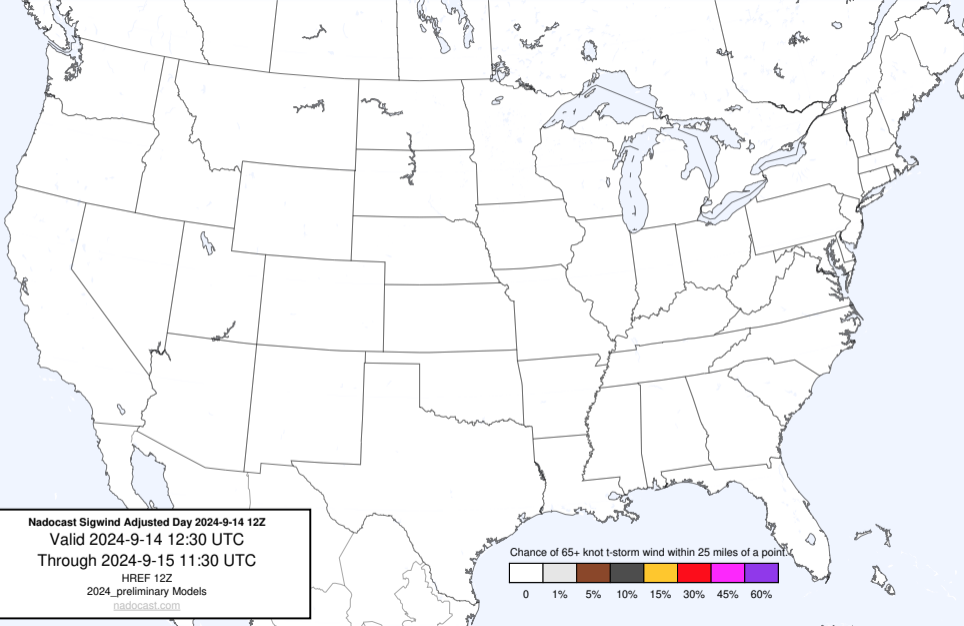 Nadocast Sigwind Adjusted Day 2024-9-14 12Z
Valid 2024-9-14 12:30 UTC
Through 2024-9-15 11:30 UTC
HREF 12Z
2024_preliminary Models
nadocast.com
Chance of 65+ knot t-storm wind within 25 miles of a point.
0 1% 5% 10% 15% 30% 45% 60%